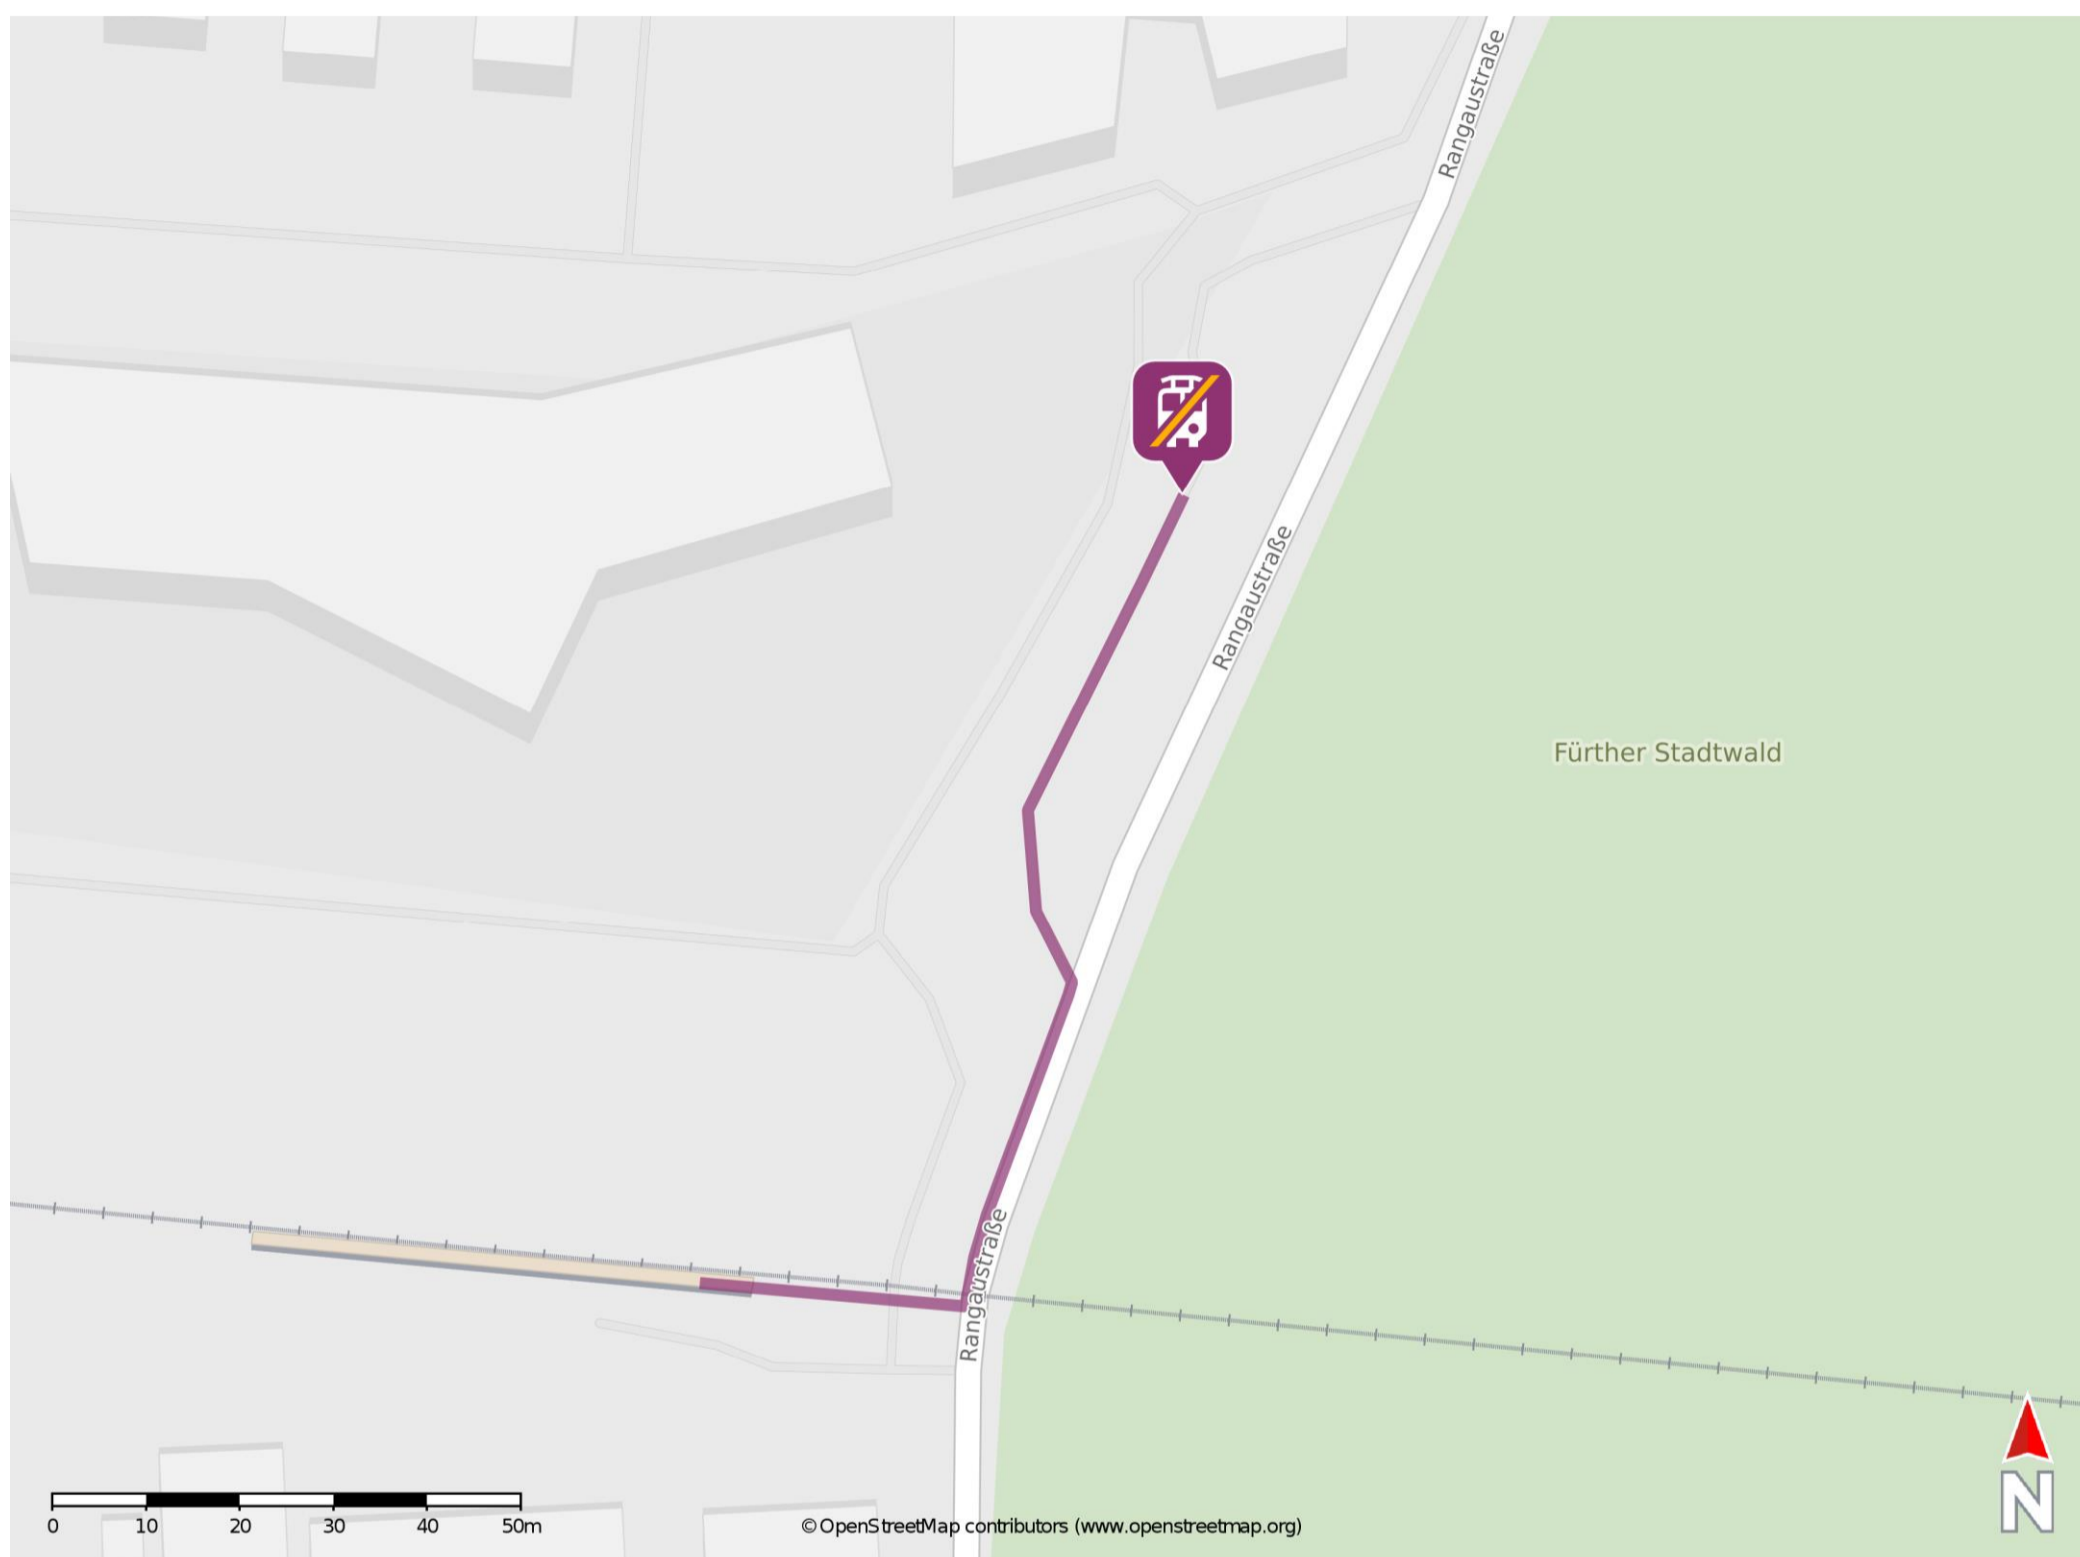 Rangaustraße
Rangaustraße
Fürther Stadtwald
Rangaustraße
0 10 20 30 40 50m
© OpenStreetMap contributors (www.openstreetmap.org)
N